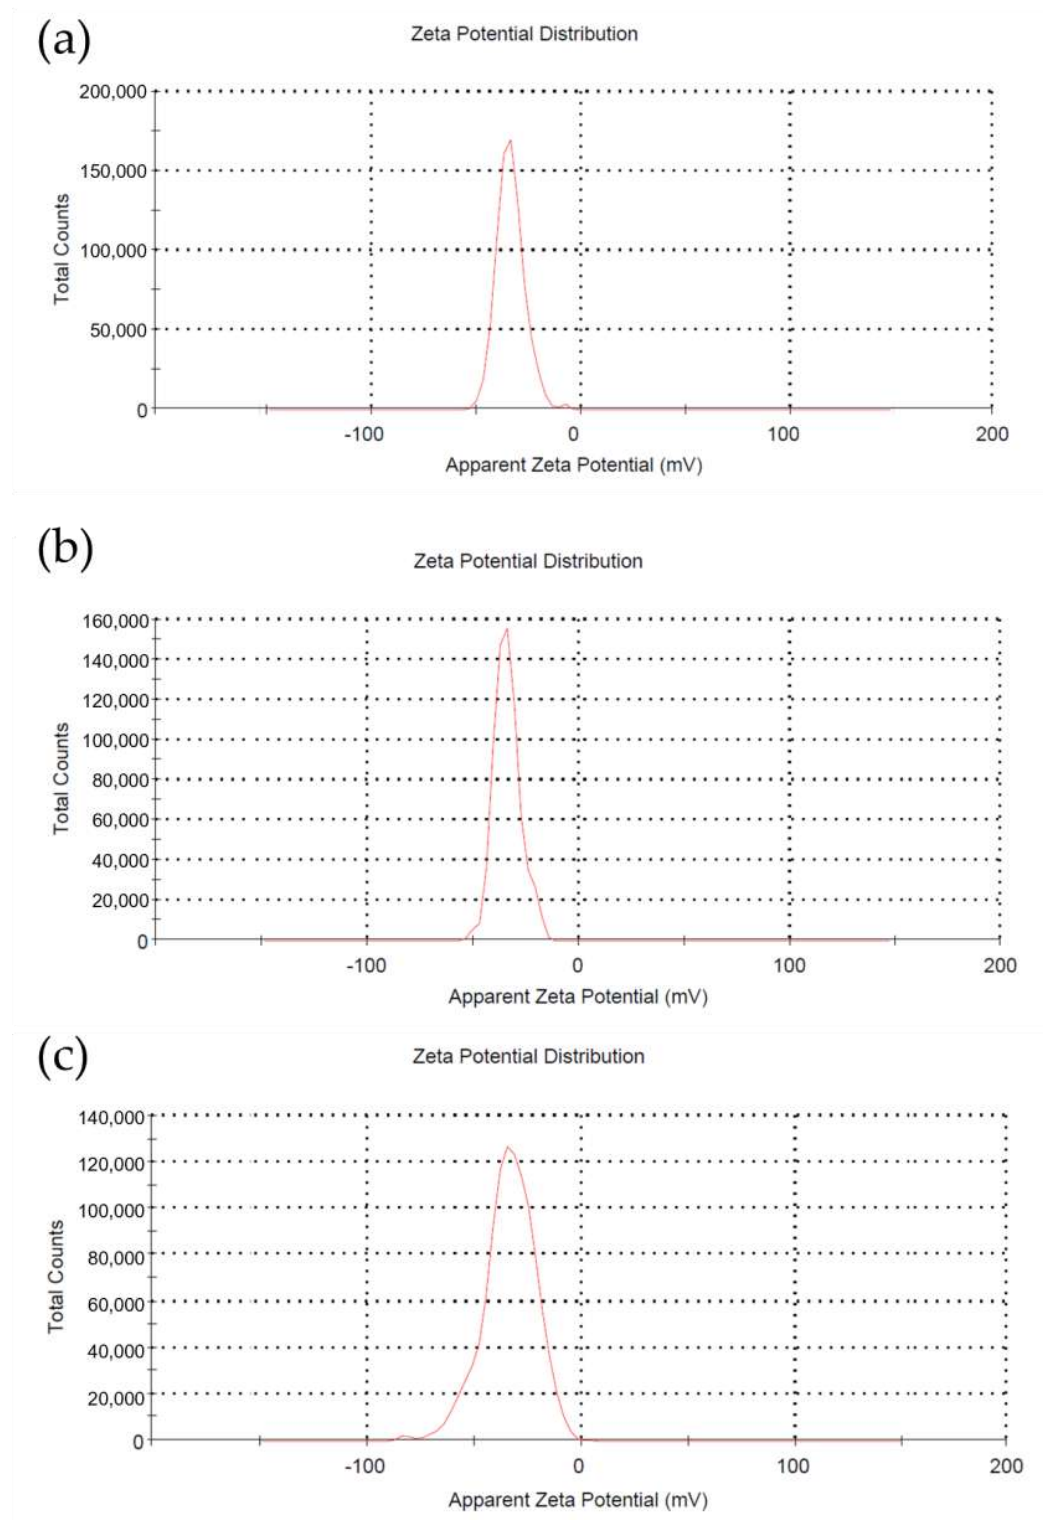 (a)
Zeta Potential Distribution
200,000
150,000
100,000
50,000
0
Total Counts
-100 0 100 200
Apparent Zeta Potential (mV)
(b)
Zeta Potential Distribution
160,000
140,000
120,000
100,000
80,000
60,000
40,000
20,000
0
Total Counts
-100 0 100 200
Apparent Zeta Potential (mV)
(c)
Zeta Potential Distribution
140,000
120,000
100,000
80,000
60,000
40,000
20,000
0
Total Counts
-100 0 100 200
Apparent Zeta Potential (mV)